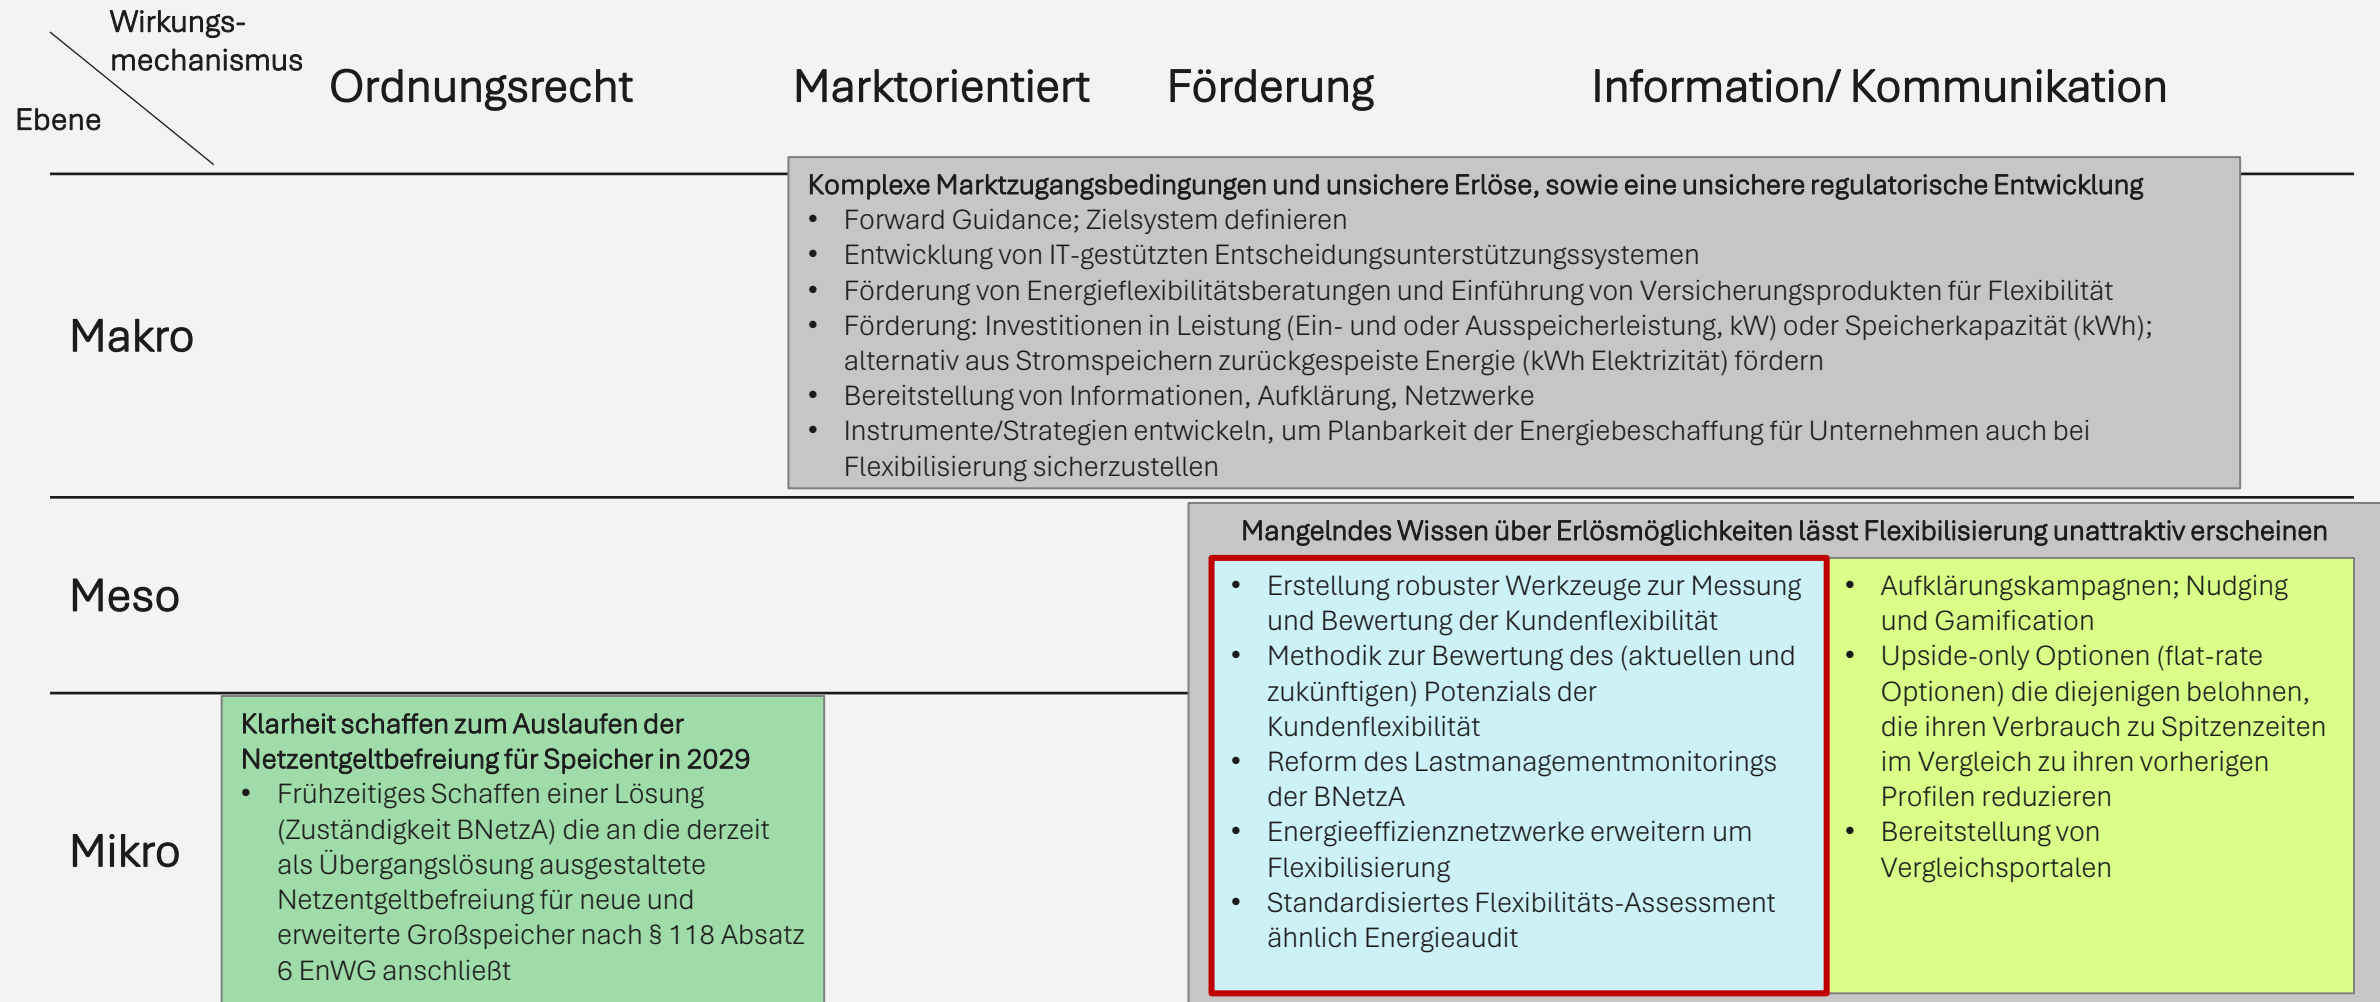 Wirkungs-
mechanismus
Ebene
Ordnungsrecht
Marktorientiert
Förderung
Information/ Kommunikation
Makro
Komplexe Marktzugangsbedingungen und unsichere Erlöse, sowie eine unsichere regulatorische Entwicklung
• Forward Guidance; Zielsystem definieren
• Entwicklung von IT-gestützten Entscheidungsunterstützungssystemen
• Förderung von Energieflexibilitätsberatungen und Einführung von Versicherungsprodukten für Flexibilität
• Förderung: Investitionen in Leistung (Ein- und oder Ausspeicherleistung, kW) oder Speicherkapazität (kWh);
alternativ aus Stromspeichern zurückgespeiste Energie (kWh Elektrizität) fördern
• Bereitstellung von Informationen, Aufklärung, Netzwerke
• Instrumente/Strategien entwickeln, um Planbarkeit der Energiebeschaffung für Unternehmen auch bei
Flexibilisierung sicherzustellen
Meso
Mangelndes Wissen über Erlösmöglichkeiten lässt Flexibilisierung unattraktiv erscheinen
• Erstellung robuster Werkzeuge zur Messung
und Bewertung der Kundenflexibilität
• Methodik zur Bewertung des (aktuellen und
zukünftigen) Potenzials der
Kundenflexibilität
• Reform des Lastmanagementmonitorings
der BNetzA
• Energieeffizienznetzwerke erweitern um
Flexibilisierung
• Standardisiertes Flexibilitäts-Assessment
ähnlich Energieaudit
• Aufklärungskampagnen; Nudging
und Gamification
• Upside-only Optionen (flat-rate
Optionen) die diejenigen belohnen,
die ihren Verbrauch zu Spitzenzeiten
im Vergleich zu ihren vorherigen
Profilen reduzieren
• Bereitstellung von
Vergleichsportalen
Mikro
Klarheit schaffen zum Auslaufen der
Netzentgeltbefreiung für Speicher in 2029
• Frühzeitiges Schaffen einer Lösung
(Zuständigkeit BNetzA) die an die derzeit
als Übergangslösung ausgestaltete
Netzentgeltbefreiung für neue und
erweiterte Großspeicher nach § 118 Absatz
6 EnWG anschließt